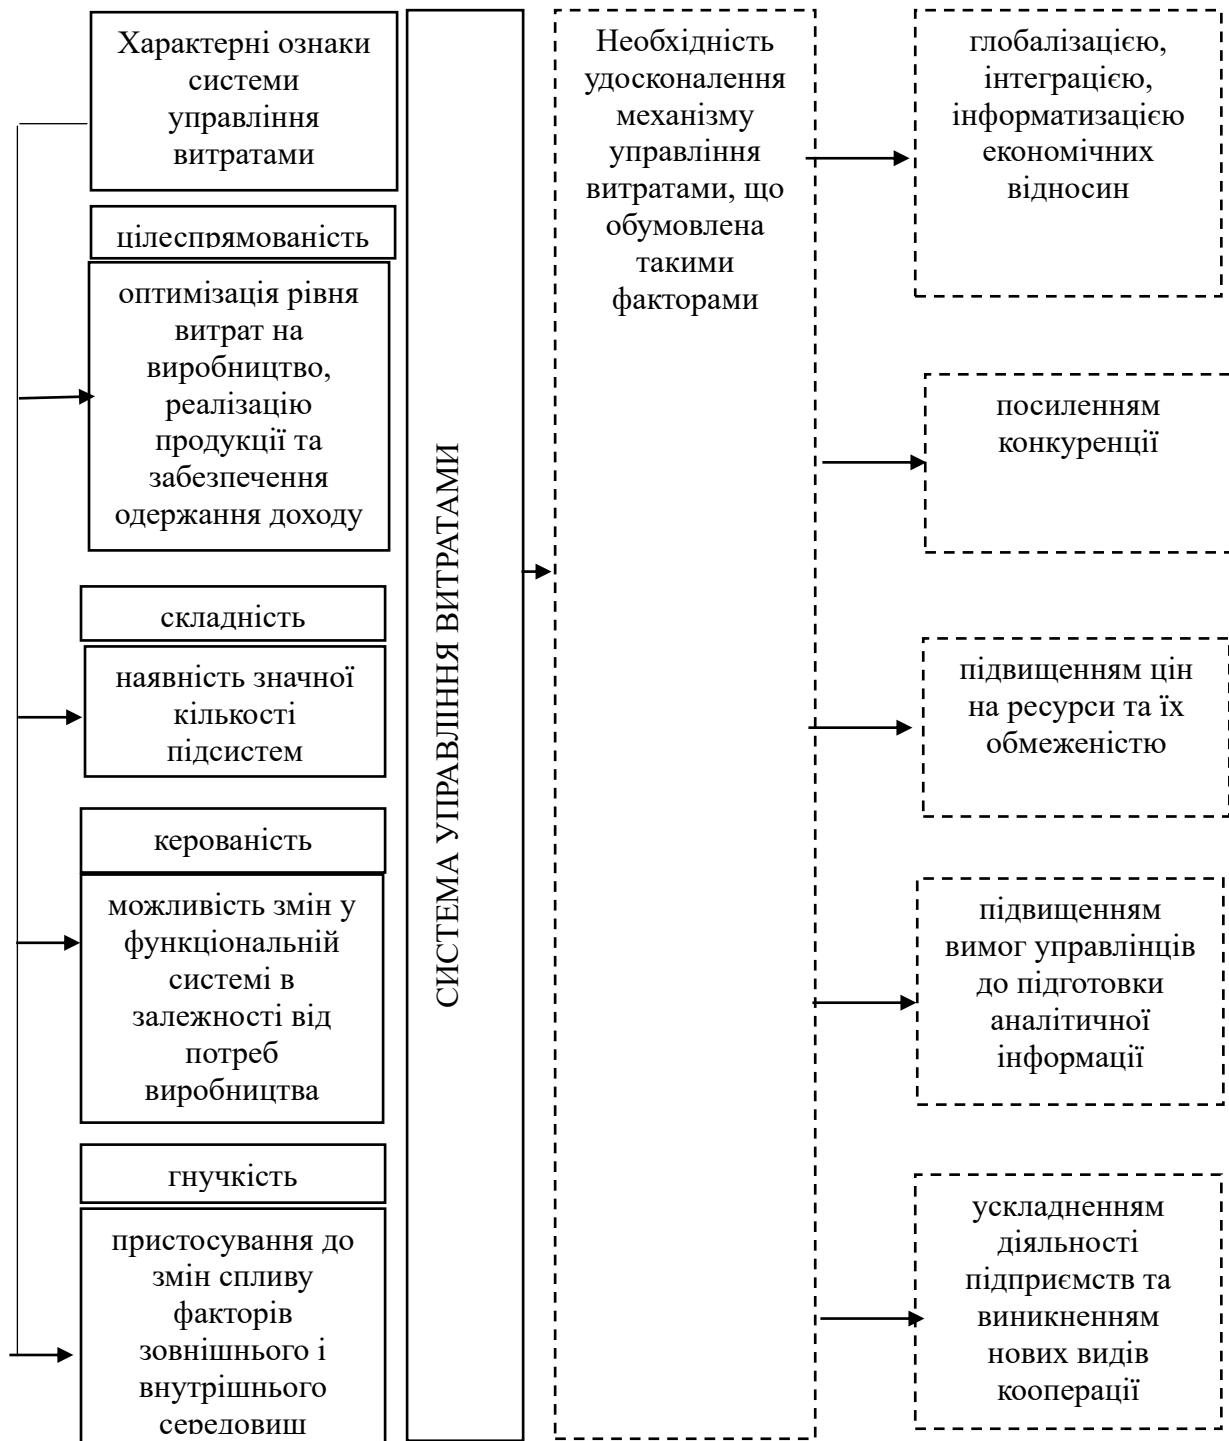 Характерні ознаки
системи
управління
витратами
цілеспрямованість
оптимізація рівня
витрат на
виробництво,
реалізацію
продукції та
забезпечення
одержання доходу
складність
наявність значної
кількості
підсистем
керованість
можливість змін у
функціональній
системі в
залежності від
потреб
виробництва
гнучкість
пристосування до
змін спливу
факторів
зовнішнього і
внутрішнього
середовиш
СИСТЕМА УПРАВЛІННЯ ВИТРАТАМИ
Необхідність
удосконалення
механізму
управління
витратами, що
обумовлена
такими
факторами
глобалізацією,
інтеграцією,
інформатизацією
економічних
відносин
посиленням
конкуренції
підвищенням цін
на ресурси та їх
обмеженістю
підвищенням
вимог управлінців
до підготовки
аналітичної
інформації
ускладненням
діяльності
підприємств та
виникненням
нових видів
кооперації